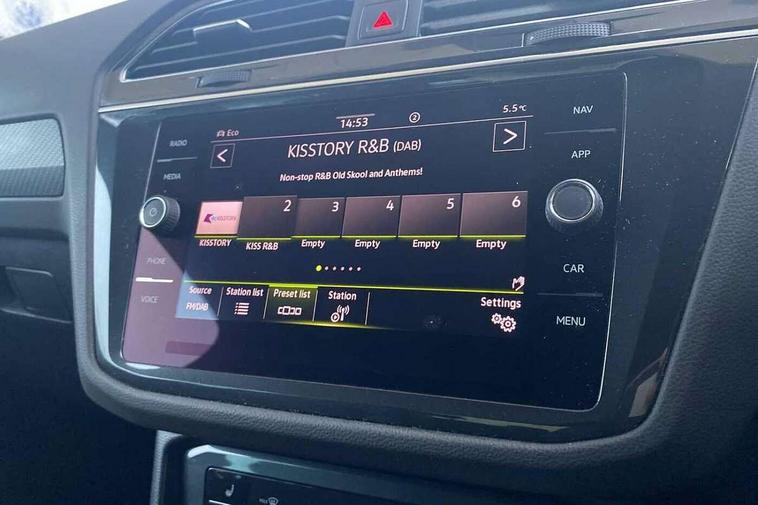 RADIO
MEDIA
PHONE
VOICE
Eco
14:53
2
5.5 °C
<
KISSTORY R&B (DAB)
>
Non-stop R&B Old Skool and Anthems!
KISSTORY
2
3
4
5
6
KISSTORY
KISS R&B
Empty
Empty
Empty
Empty
Source
Station list
Preset list
Station
Settings
FM/DAB
NAV
APP
CAR
MENU